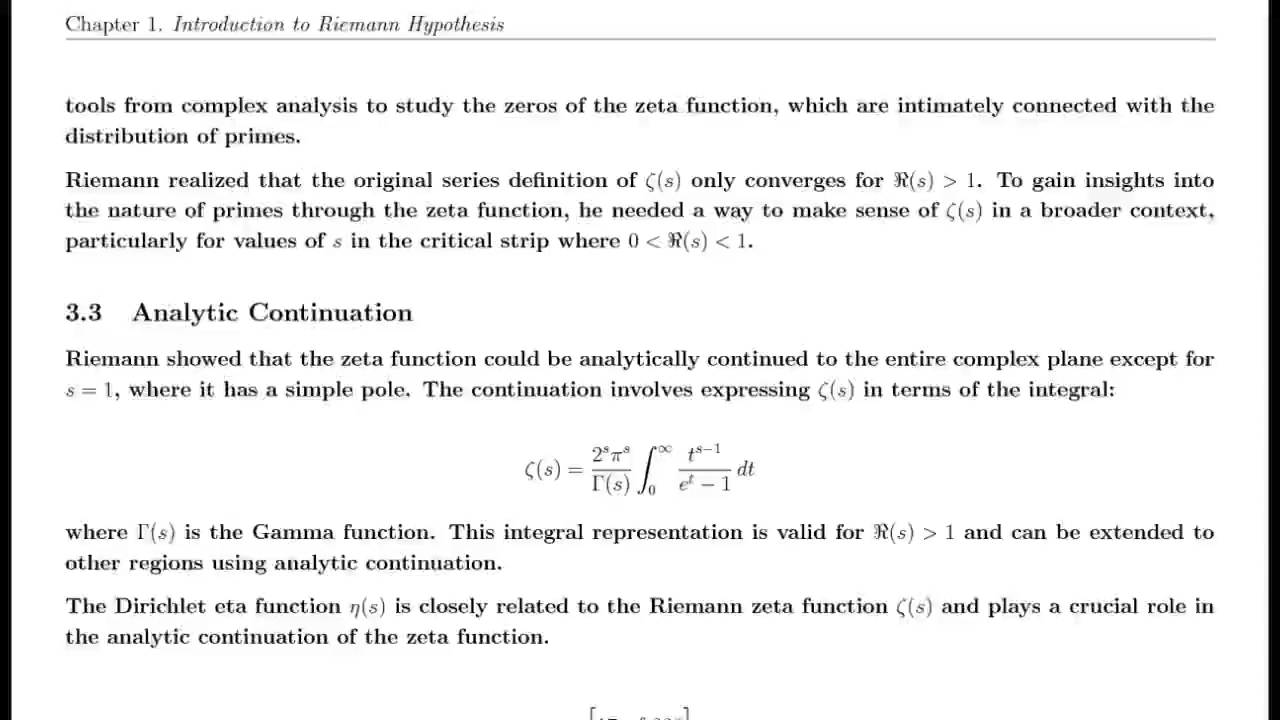 Chapter 1. Introduction to Riemann Hypothesis
tools from complex analysis to study the zeros of the zeta function, which are intimately connected with the
distribution of primes.
Riemann realized that the original series definition of ζ(s) only converges for ℜ(s) > 1. To gain insights into
the nature of primes through the zeta function, he needed a way to make sense of ζ(s) in a broader context,
particularly for values of s in the critical strip where 0 < ℜ(s) < 1.
3.3 Analytic Continuation
Riemann showed that the zeta function could be analytically continued to the entire complex plane except for
s = 1, where it has a simple pole. The continuation involves expressing ζ(s) in terms of the integral:
ζ(s) = 2^s π^s / Γ(s) ∫_0^∞ t^{s−1} / (e^t − 1) dt
where Γ(s) is the Gamma function. This integral representation is valid for ℜ(s) > 1 and can be extended to
other regions using analytic continuation.
The Dirichlet eta function η(s) is closely related to the Riemann zeta function ζ(s) and plays a crucial role in
the analytic continuation of the zeta function.